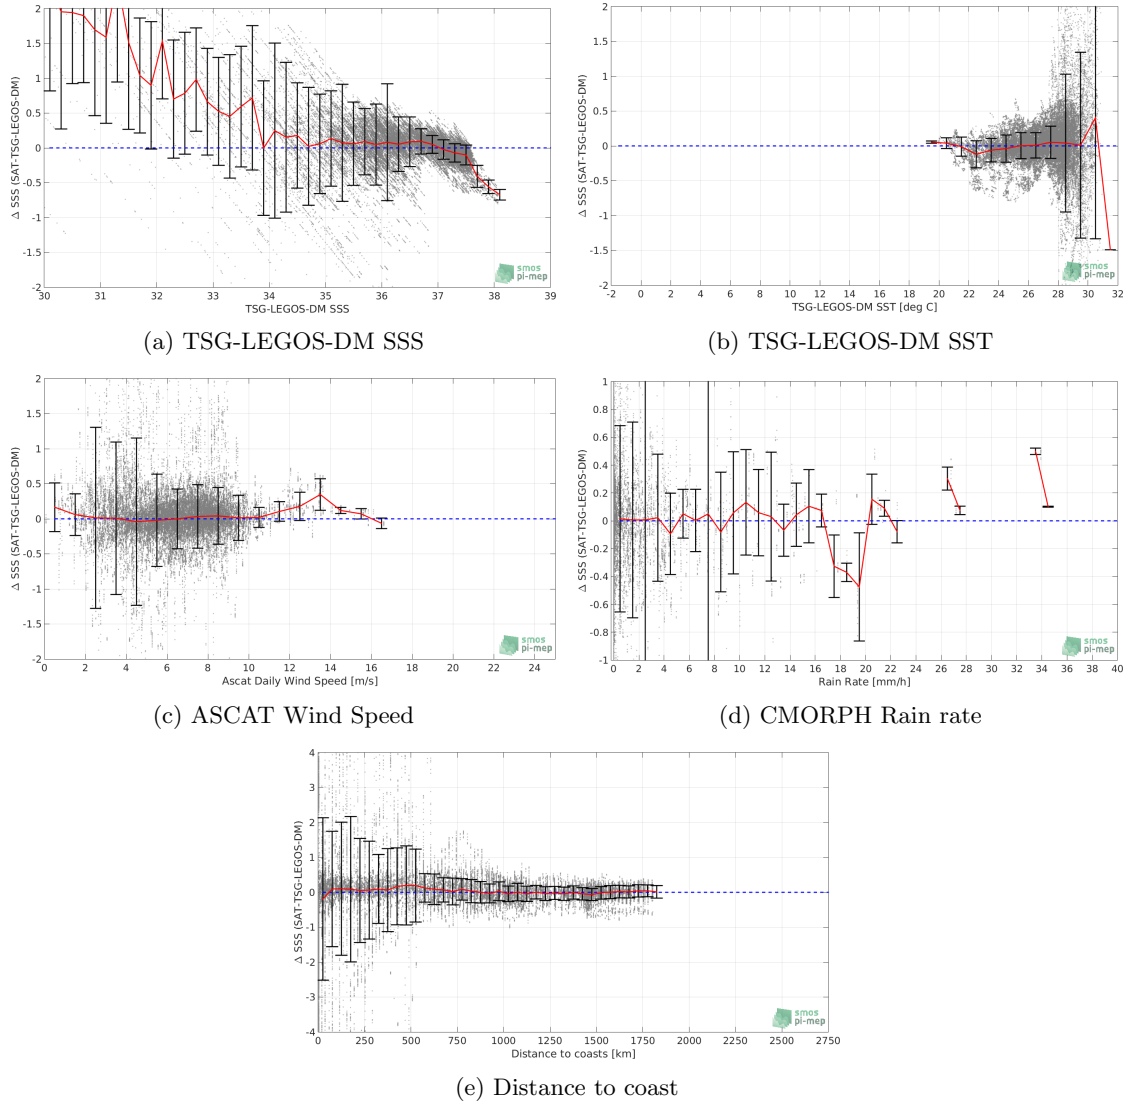 2
1.5
1
0.5
0
-0.5
-1
-1.5
-2
Δ SSS (SAT-TSG-LEGOS-DM)
30 31 32 33 34 35 36 37 38 39
TSG-LEGOS-DM SSS
smos
pi-mep
(a) TSG-LEGOS-DM SSS
2
1.5
1
0.5
0
-0.5
-1
-1.5
-2
Δ SSS (SAT-TSG-LEGOS-DM)
-2 0 2 4 6 8 10 12 14 16 18 20 22 24 26 28 30 32
TSG-LEGOS-DM SST [deg C]
smos
pi-mep
(b) TSG-LEGOS-DM SST
2
1.5
1
0.5
0
-0.5
-1
-1.5
-2
Δ SSS (SAT-TSG-LEGOS-DM)
0 2 4 6 8 10 12 14 16 18 20 22 24
Ascat Daily Wind Speed [m/s]
smos
pi-mep
(c) ASCAT Wind Speed
1
0.8
0.6
0.4
0.2
0
-0.2
-0.4
-0.6
-0.8
-1
Δ SSS (SAT-TSG-LEGOS-DM)
0 2 4 6 8 10 12 14 16 18 20 22 24 26 28 30 32 34 36 38 40
Rain Rate [mm/h]
smos
pi-mep
(d) CMORPH Rain rate
4
3
2
1
0
-1
-2
-3
-4
Δ SSS (SAT-TSG-LEGOS-DM)
0 250 500 750 1000 1250 1500 1750 2000 2250 2500 2750
Distance to coasts [km]
smos
pi-mep
(e) Distance to coast